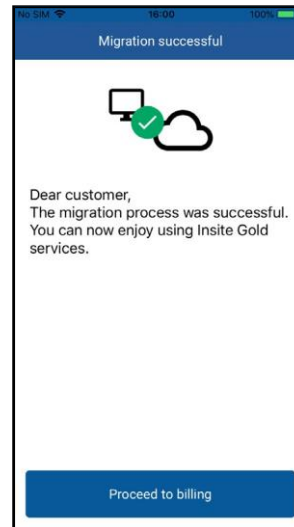 No SIM 16:00 100%
Migration successful
Dear customer,
The migration process was successful.
You can now enjoy using Insite Gold
services.
Proceed to billing